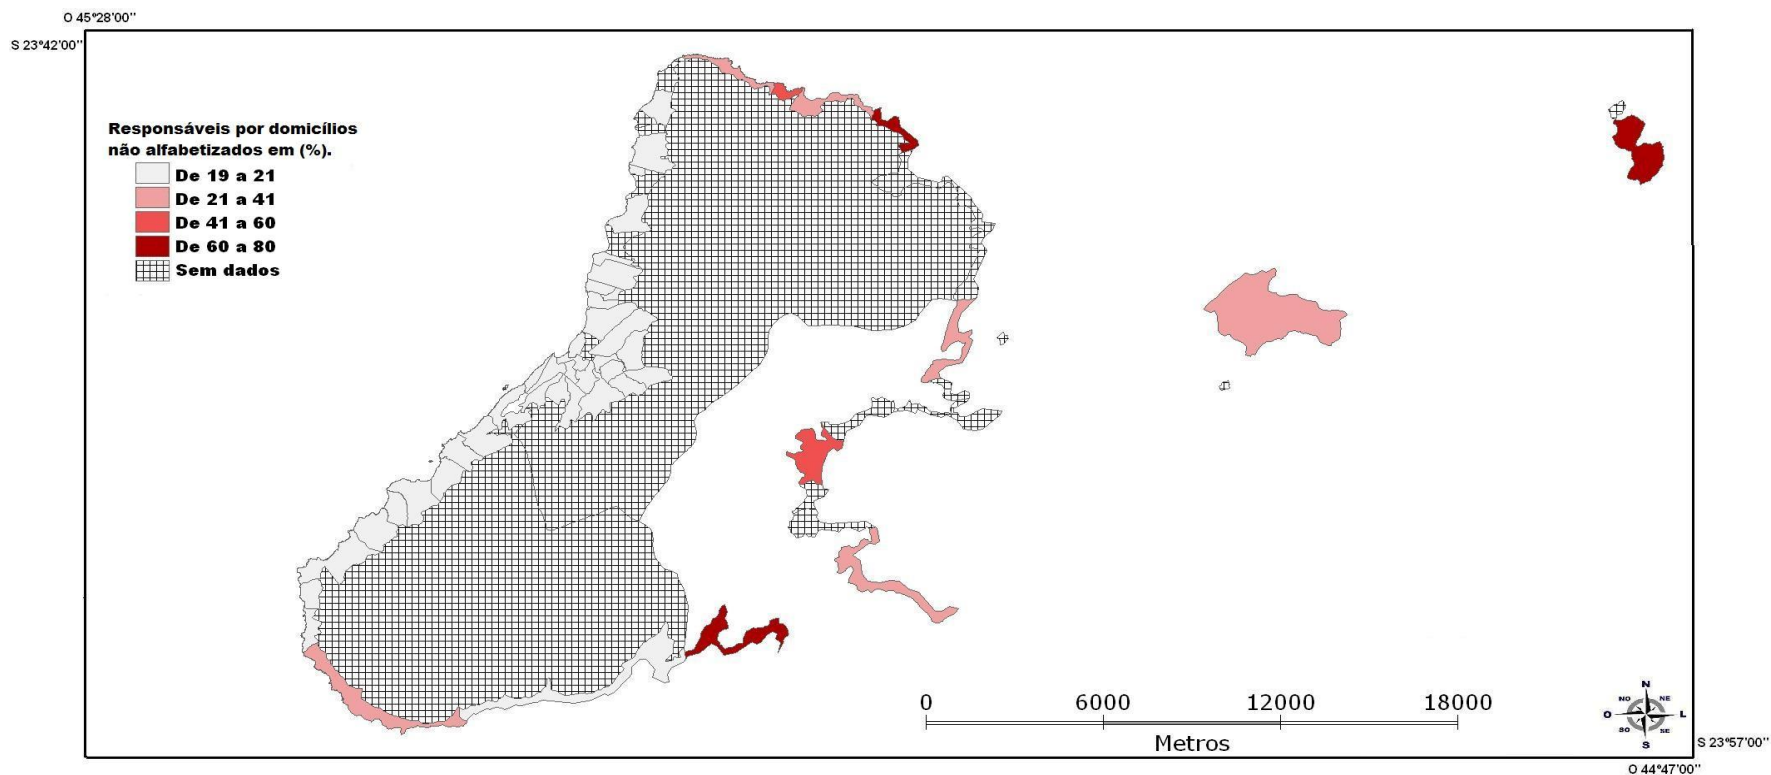 O 45°28'00''
S 23°42'00''
Responsáveis por domicílios
não alfabetizados em (%).
De 19 a 21
De 21 a 41
De 41 a 60
De 60 a 80
Sem dados
0 6000 12000 18000
Metros
N
NO NE
O L
SO SE
S
S 23°57'00''
O 44°47'00''